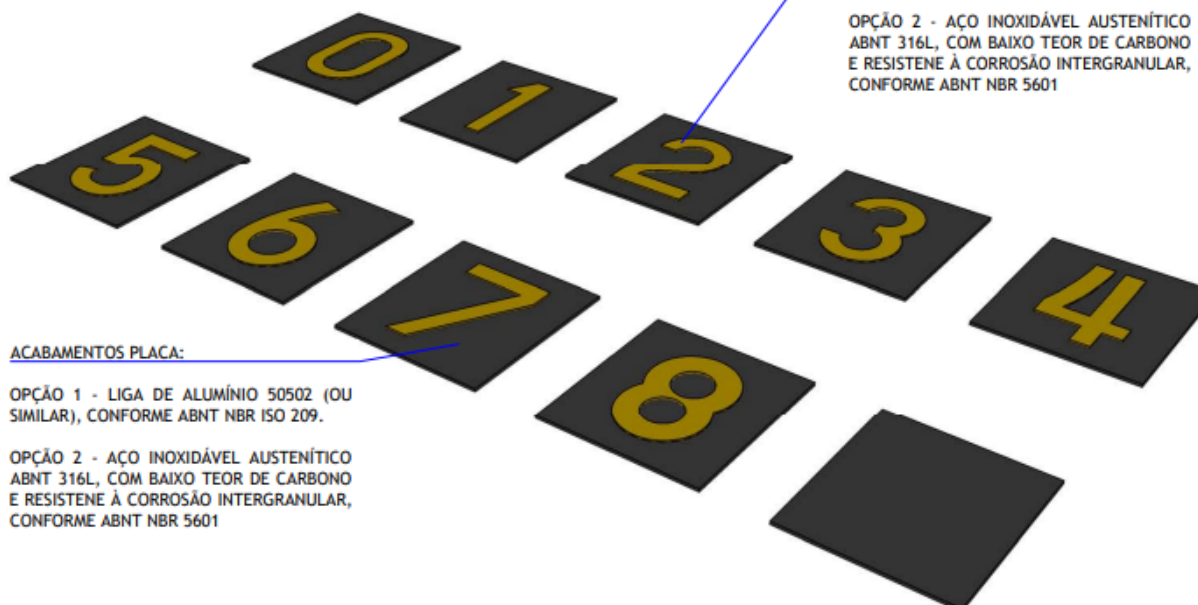 OPÇÃO 2 - AÇO INOXIDÁVEL AUSTENÍTICO
ABNT 316L, COM BAIXO TEOR DE CARBONO
E RESISTENE À CORROSÃO INTERGRANULAR,
CONFORME ABNT NBR 5601
0
1
2
3
4
5
6
7
8
ACABAMENTOS PLACA:
OPÇÃO 1 - LIGA DE ALUMÍNIO 50502 (OU
SIMILAR), CONFORME ABNT NBR ISO 209.
OPÇÃO 2 - AÇO INOXIDÁVEL AUSTENÍTICO
ABNT 316L, COM BAIXO TEOR DE CARBONO
E RESISTENE À CORROSÃO INTERGRANULAR,
CONFORME ABNT NBR 5601